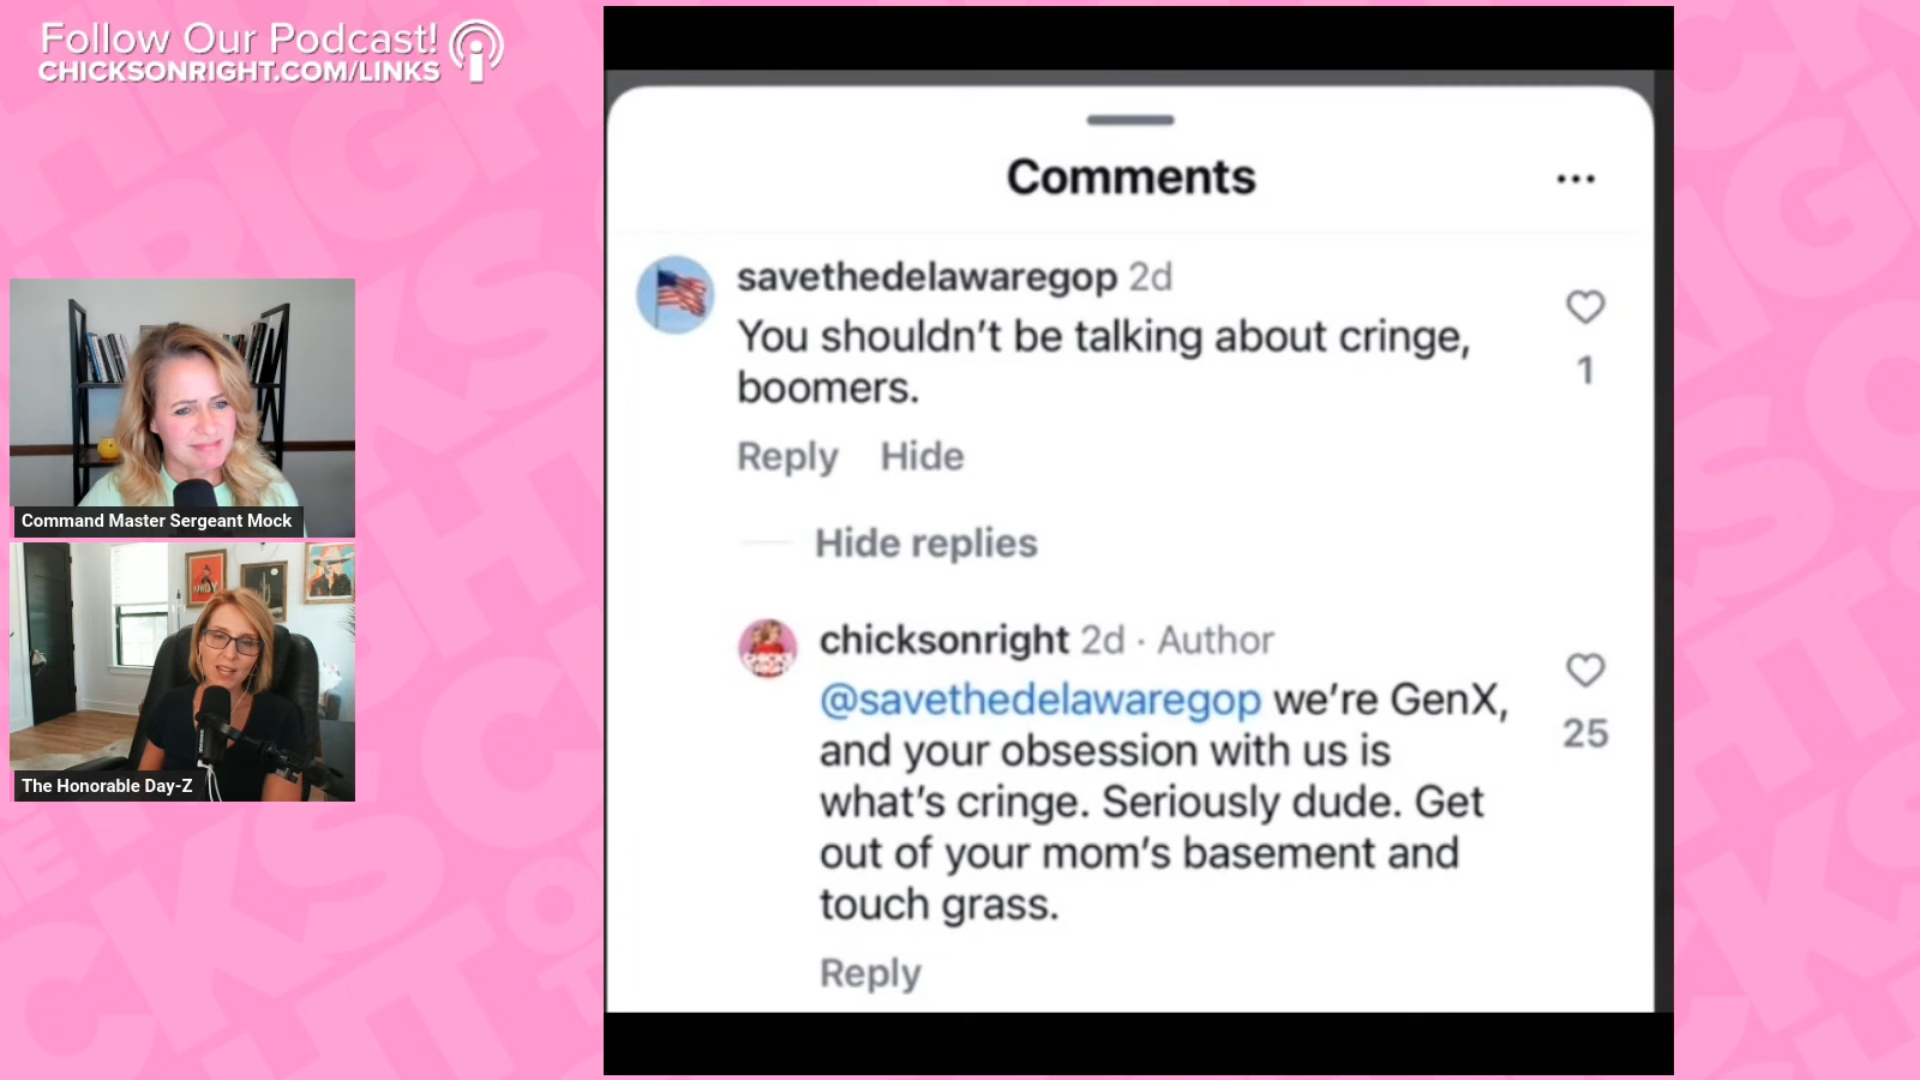 Follow Our Podcast!
CHICKSONRIGHT.COM/LINKS
Comments
savethedelawaregop 2d
You shouldn't be talking about cringe,
boomers.
1
Reply Hide
Hide replies
chicksonright 2d · Author
@savethedelawaregop we're GenX,
and your obsession with us is
what's cringe. Seriously dude. Get
out of your mom's basement and
touch grass.
25
Reply
Command Master Sergeant Mock
The Honorable Day-Z